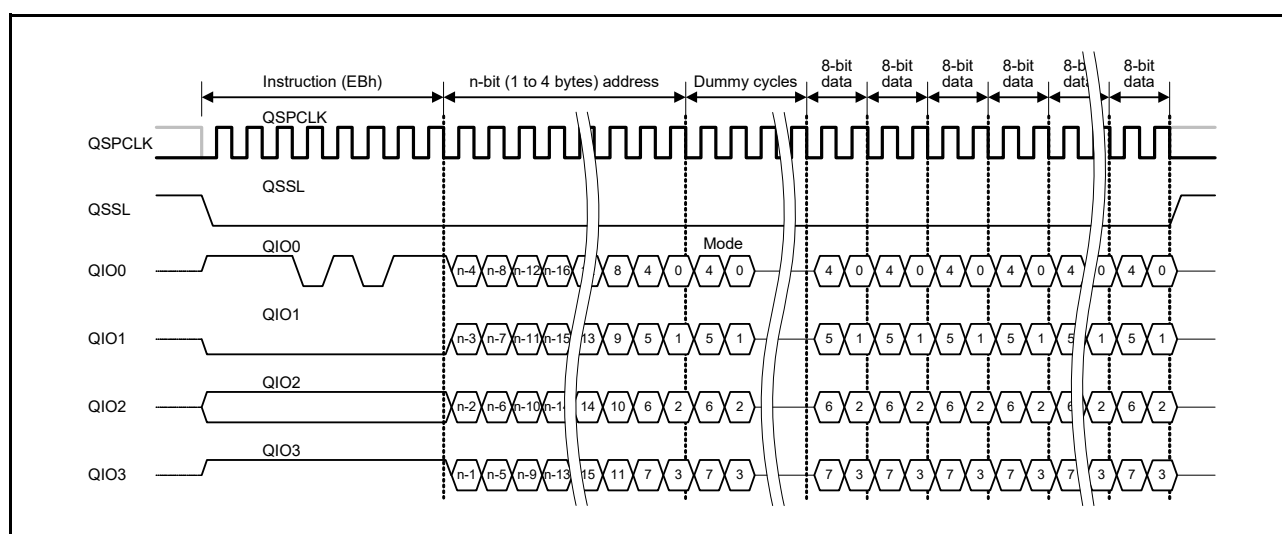 8-bit data 8-bit data 8-bit data 8-bit data 8-b data 8-bit data
Instruction (EBh) n-bit (1 to 4 bytes) address Dummy cycles
QSPCLK
QSPCLK
QSSL
QSSL
Mode
QIO0
QIO0 n-4 n-8 n-12 n-16 8 4 0 4 0 4 0 4 0 4 0 4 0 4 0 4 0
QIO1
QIO1 n-3 n-7 n-11 n-15 13 9 5 1 5 1 5 1 5 1 5 1 5 1 5 1 5 1
QIO2
QIO2 n-2 n-6 n-10 n-14 14 10 6 2 6 2 6 2 6 2 6 2 6 2 6 2 6 2
QIO3
QIO3 n-1 n-5 n-9 n-13 15 11 7 3 7 3 7 3 7 3 7 3 7 3 7 3 7 3